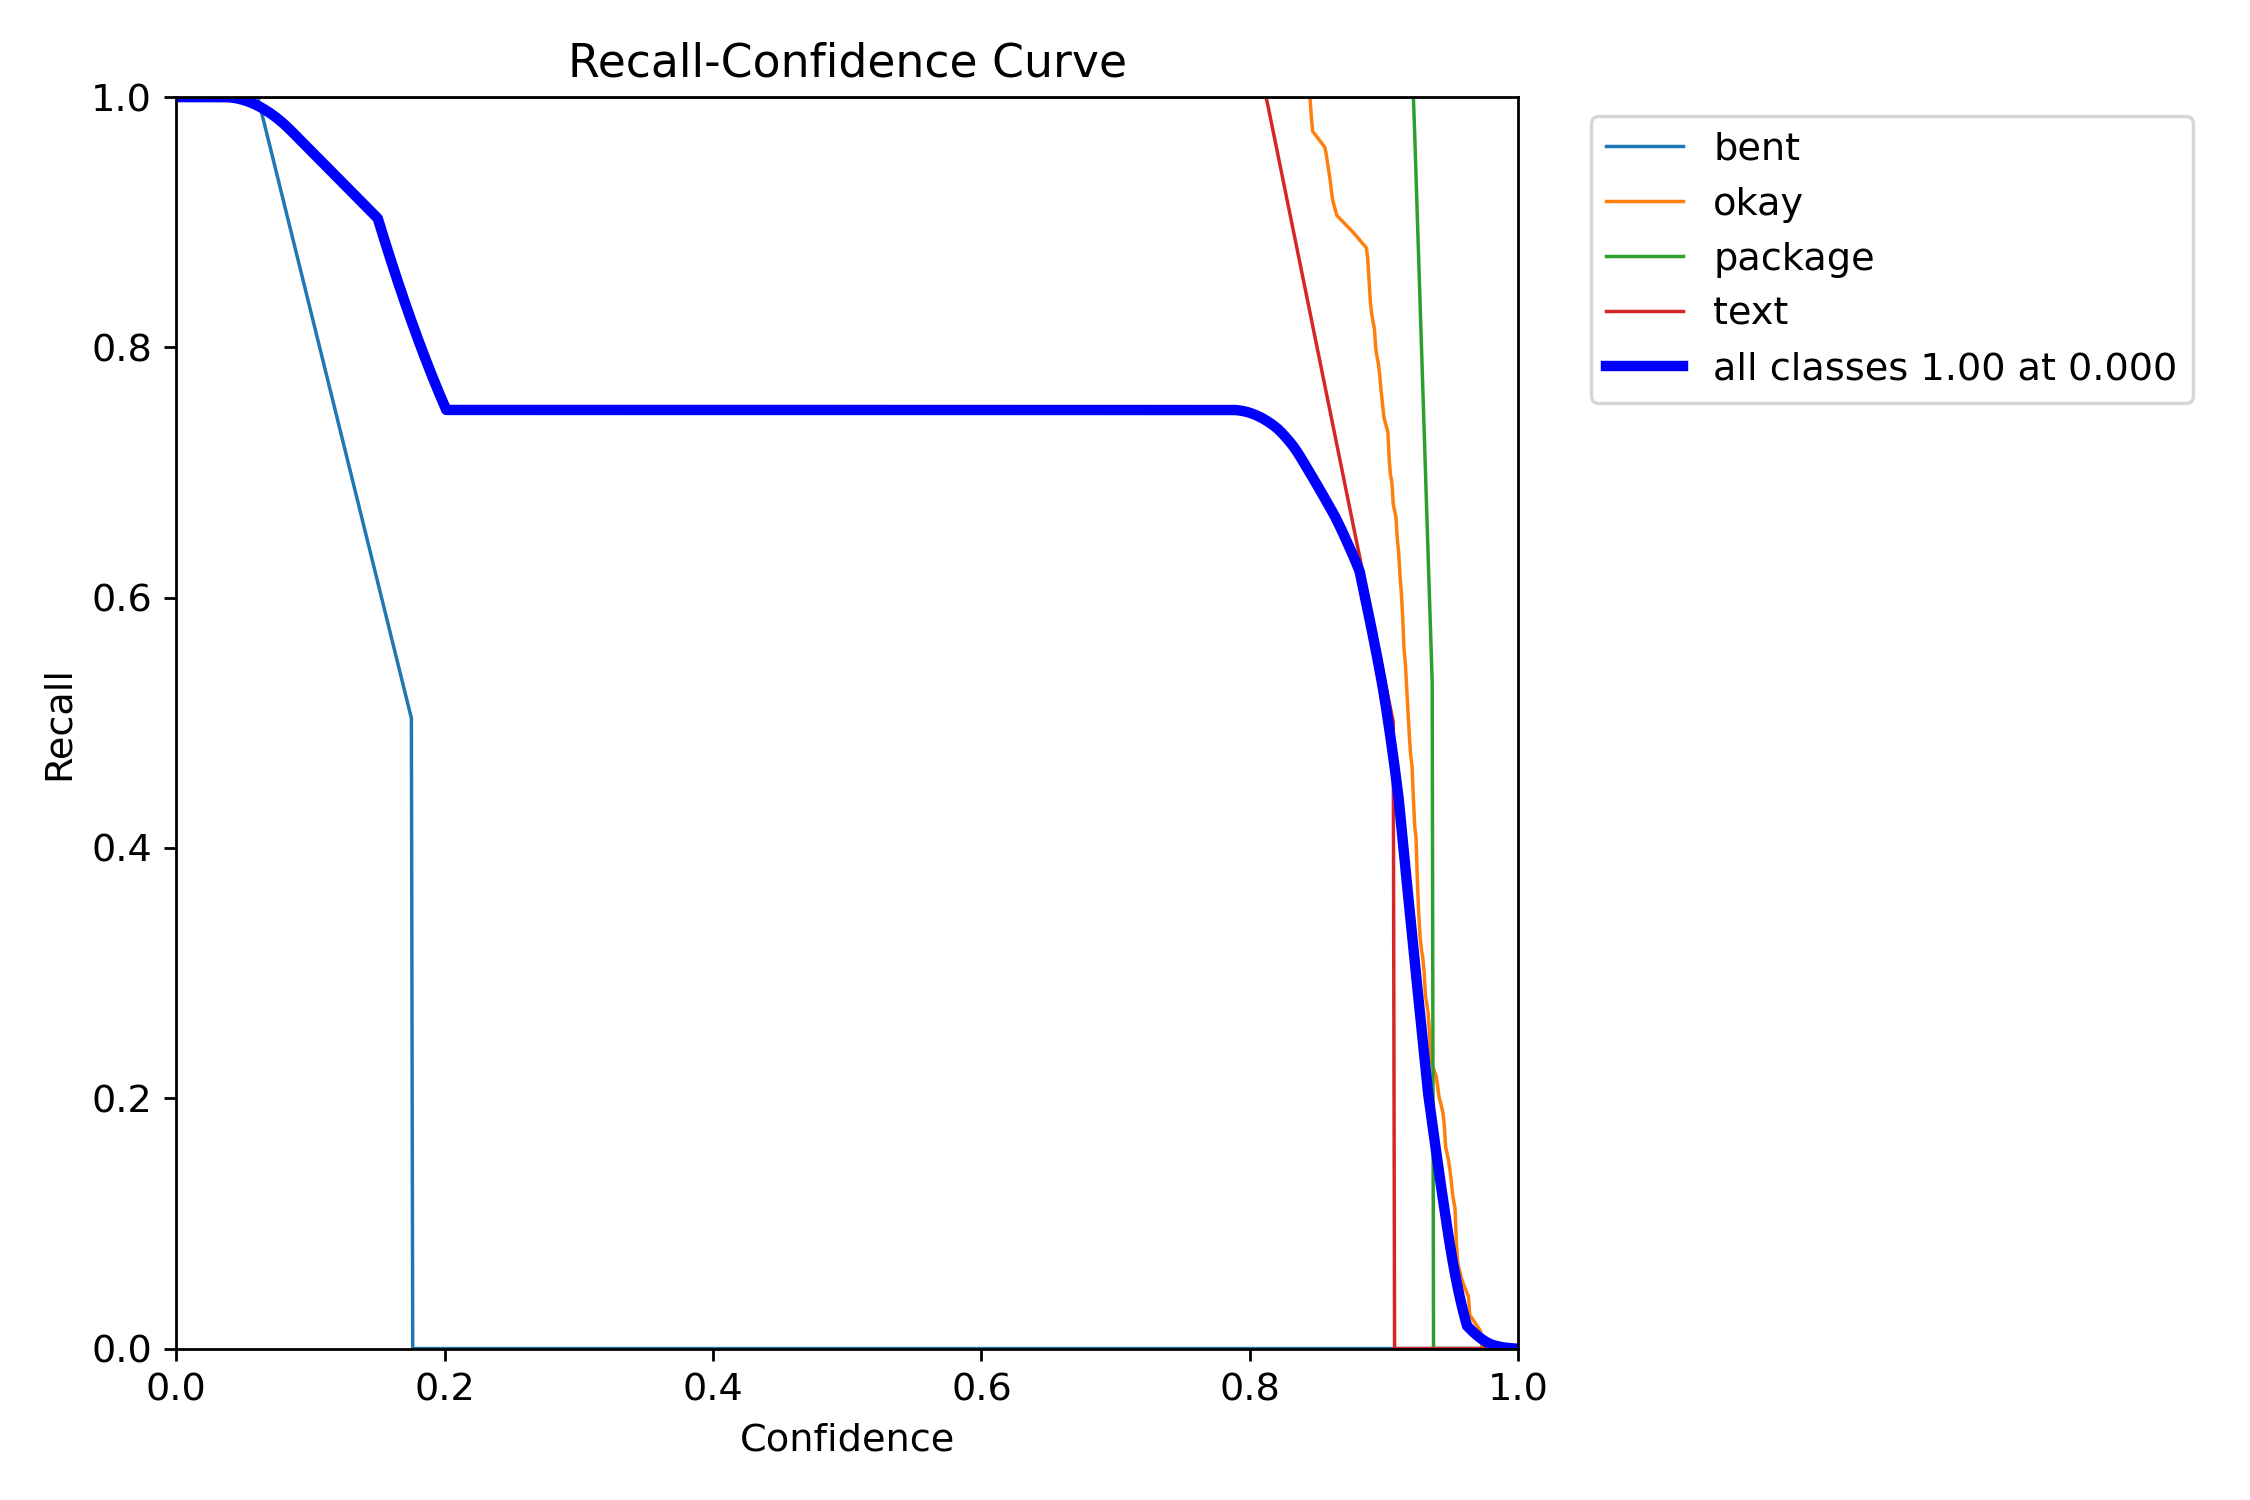 Recall-Confidence Curve
1.0
0.8
0.6
0.4
0.2
0.0
Recall
0.0 0.2 0.4 0.6 0.8 1.0
Confidence
bent
okay
package
text
all classes 1.00 at 0.000